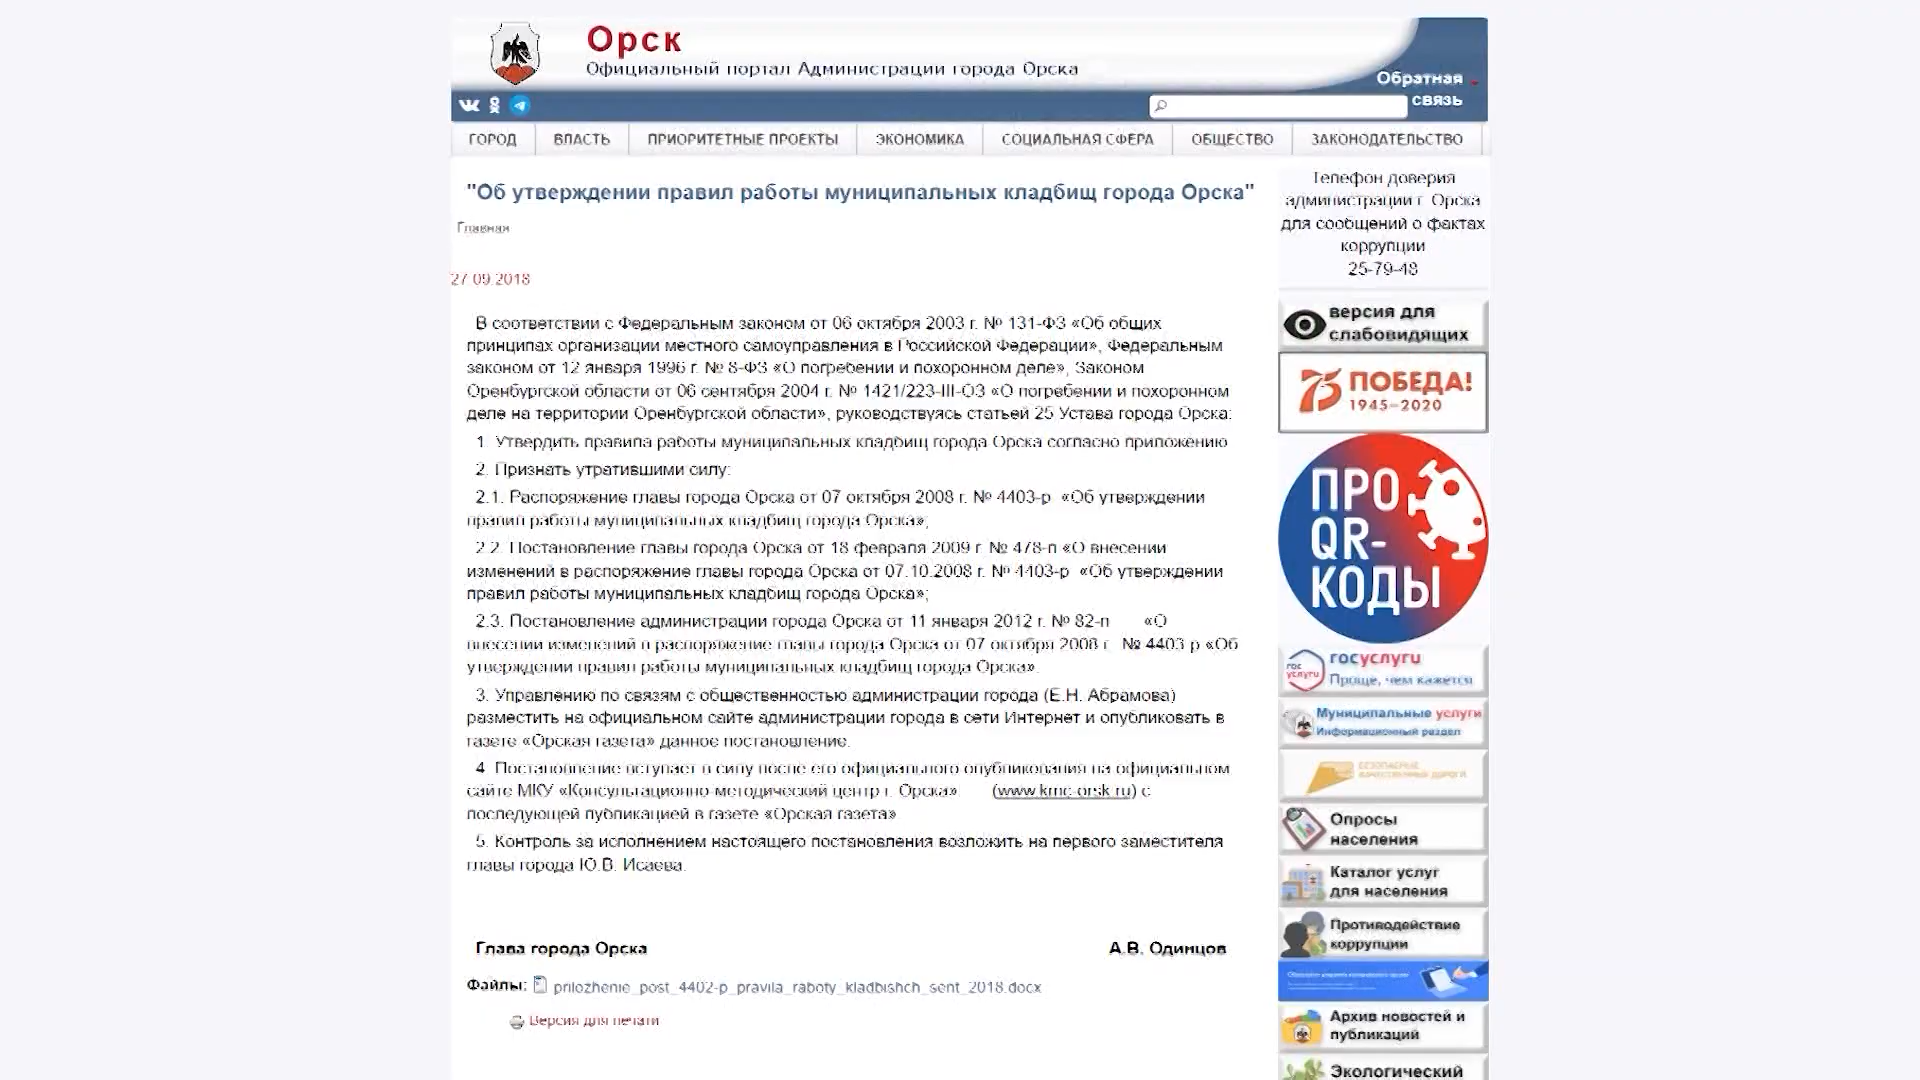 Орск
Официальный портал Администрации города Орска
Обратная
связь
ГОРОД ВЛАСТЬ ПРИОРИТЕТНЫЕ ПРОЕКТЫ ЭКОНОМИКА СОЦИАЛЬНАЯ СФЕРА ОБЩЕСТВО ЗАКОНОДАТЕЛЬСТВО
"Об утверждении правил работы муниципальных кладбищ города Орска"
Главная
27.09.2018
В соответствии с Федеральным законом от 06 октября 2003 г. № 131-ФЗ «Об общих
принципах организации местного самоуправления в Российской Федерации», Федеральным
законом от 12 января 1996 г. № 8-ФЗ «О погребении и похоронном деле», Законом
Оренбургской области от 06 сентября 2004 г. № 1421/223-III-ОЗ «О погребении и похоронном
деле на территории Оренбургской области», руководствуясь статьей 25 Устава города Орска:
1. Утвердить правила работы муниципальных кладбищ города Орска согласно приложению
2. Признать утратившими силу:
2.1. Распоряжение главы города Орска от 07 октября 2008 г. № 4403-р «Об утверждении
правил работы муниципальных кладбищ города Орска»;
2.2. Постановление главы города Орска от 18 февраля 2009 г. № 478-п «О внесении
изменений в распоряжение главы города Орска от 07.10.2008 г. № 4403-р «Об утверждении
правил работы муниципальных кладбищ города Орска»;
2.3. Постановление администрации города Орска от 11 января 2012 г. № 82-п «О
внесении изменений в распоряжение главы города Орска от 07 октября 2008 г. № 4403-р «Об
утверждении правил работы муниципальных кладбищ города Орска».
3. Управлению по связям с общественностью администрации города (Е.Н. Абрамова)
разместить на официальном сайте администрации города в сети Интернет и опубликовать в
газете «Орская газета» данное постановление.
4. Постановление вступает в силу после его официального опубликования на официальном
сайте МКУ «Консультационно-методический центр г. Орска» (www.kmc-orsk.ru) с
последующей публикацией в газете «Орская газета»
5. Контроль за исполнением настоящего постановления возложить на первого заместителя
главы города Ю.В. Исаева.
Глава города Орска А.В. Одинцов
Файлы: prilozhenie_post_4402-p_pravila_raboty_kladbishch_sent_2018.docx
Версия для печати
Телефон доверия
администрации г. Орска
для сообщений о фактах
коррупции
25-79-48
версия для
слабовидящих
75 ПОБЕДА!
1945–2020
ПРО
QR-
КОДЫ
госуслуги
Проще, чем кажется
гос
услуги
Муниципальные услуги
Информационный раздел
БЕЗОПАСНЫЕ
КАЧЕСТВЕННЫЕ ДОРОГИ
Опросы
населения
Каталог услуг
для населения
Противодействие
коррупции
Архив новостей и
публикаций
Экологический